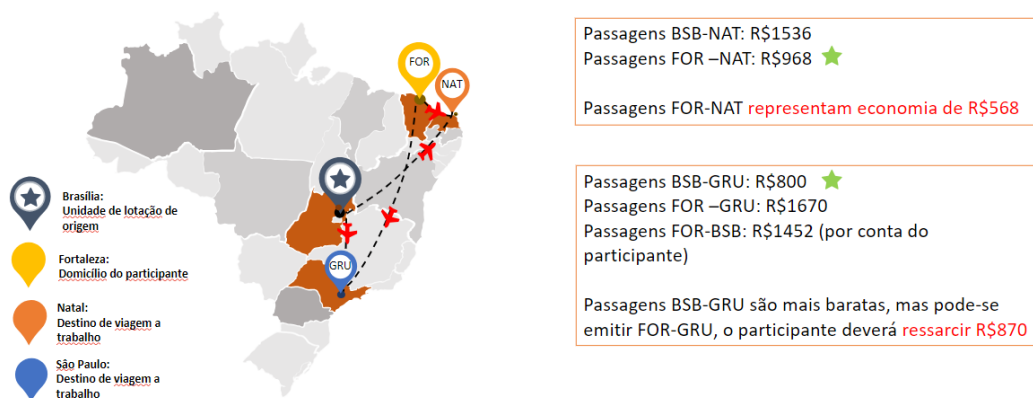 FOR
NAT
GRU
Brasília:
Unidade de lotação de
origem
Fortaleza:
Domicílio do participante
Natal:
Destino de viagem a
trabalho
São Paulo:
Destino de viagem a
trabalho
Passagens BSB-NAT: R$1536
Passagens FOR –NAT: R$968
Passagens FOR-NAT representam economia de R$568
Passagens BSB-GRU: R$800
Passagens FOR –GRU: R$1670
Passagens FOR-BSB: R$1452 (por conta do
participante)
Passagens BSB-GRU são mais baratas, mas pode-se
emitir FOR-GRU, o participante deverá ressarcir R$870